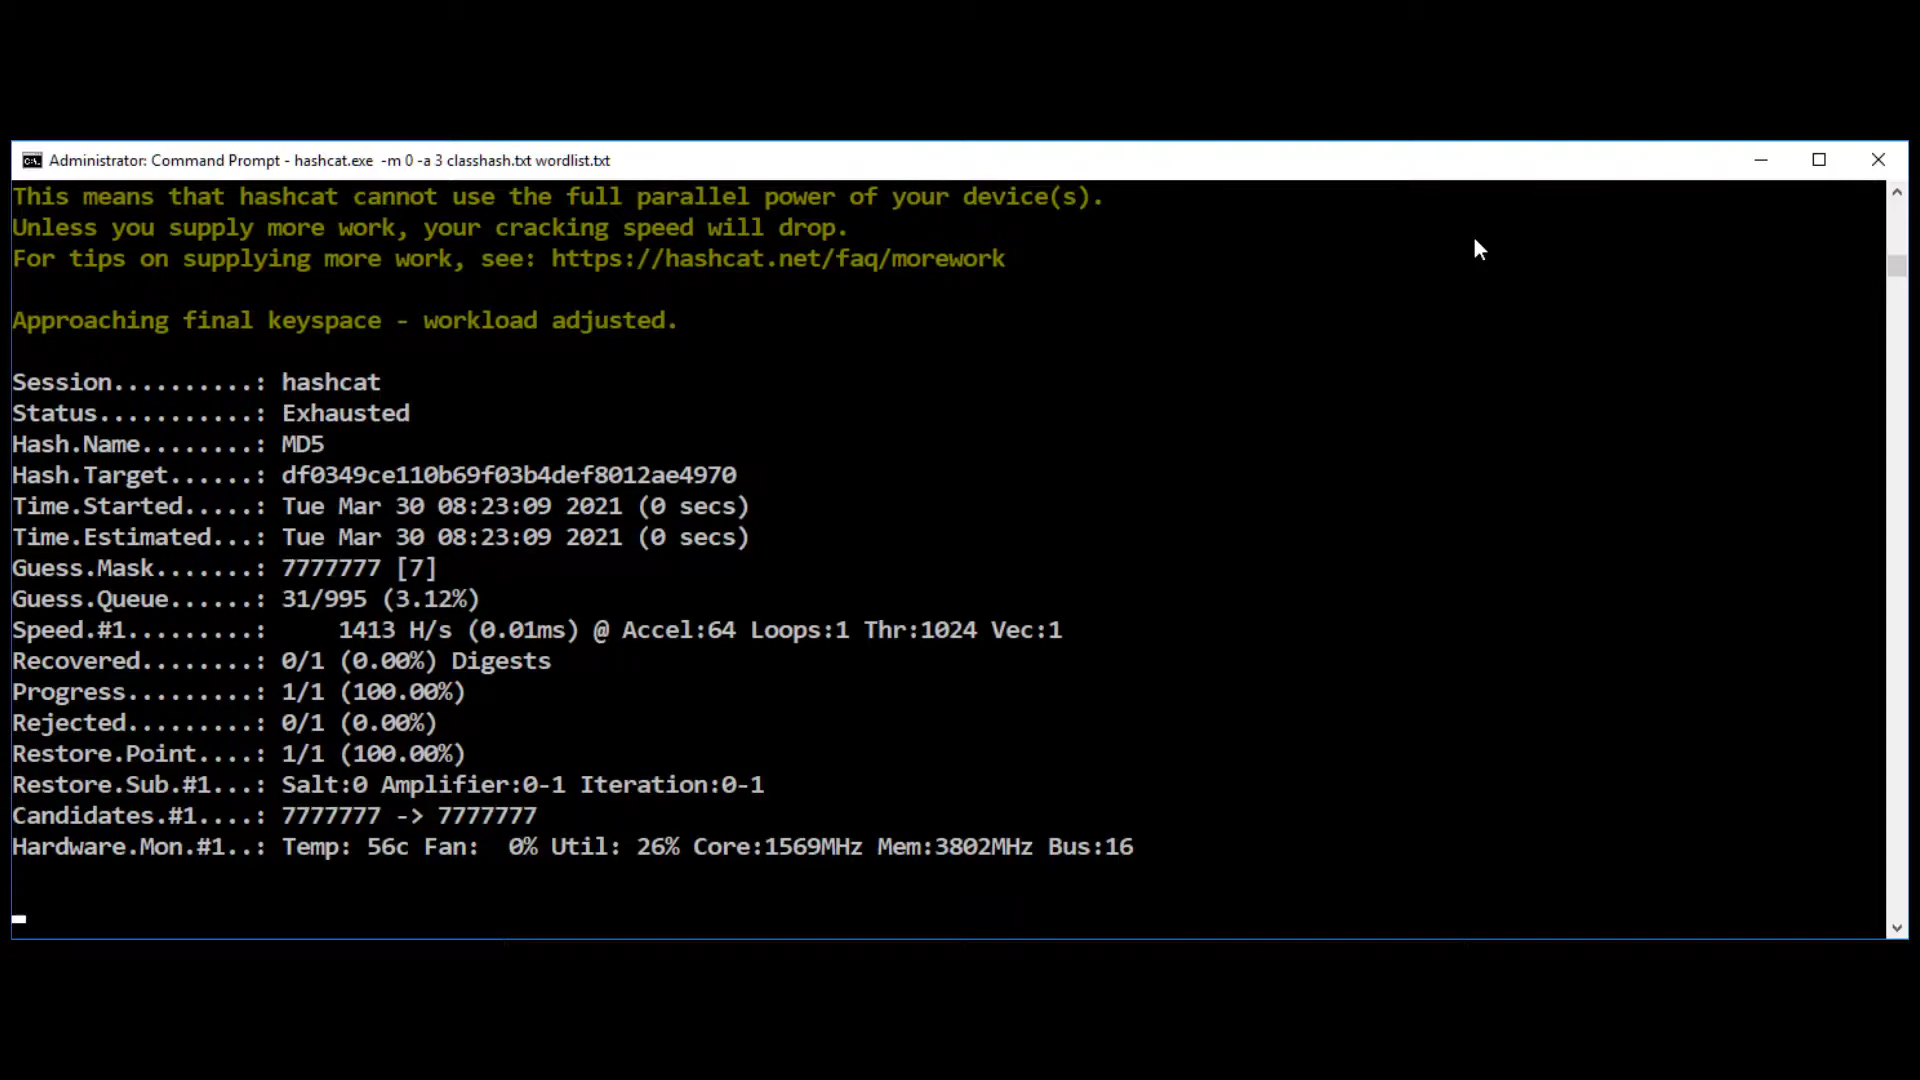 Administrator: Command Prompt - hashcat.exe  -m 0 -a 3 classhash.txt wordlist.txt
This means that hashcat cannot use the full parallel power of your device(s).
Unless you supply more work, your cracking speed will drop.
For tips on supplying more work, see: https://hashcat.net/faq/morework
Approaching final keyspace - workload adjusted.
Session..........: hashcat
Status...........: Exhausted
Hash.Name........: MD5
Hash.Target......: df0349ce110b69f03b4def8012ae4970
Time.Started.....: Tue Mar 30 08:23:09 2021 (0 secs)
Time.Estimated...: Tue Mar 30 08:23:09 2021 (0 secs)
Guess.Mask.......: 7777777 [7]
Guess.Queue......: 31/995 (3.12%)
Speed.#1.........:     1413 H/s (0.01ms) @ Accel:64 Loops:1 Thr:1024 Vec:1
Recovered........: 0/1 (0.00%) Digests
Progress.........: 1/1 (100.00%)
Rejected.........: 0/1 (0.00%)
Restore.Point....: 1/1 (100.00%)
Restore.Sub.#1...: Salt:0 Amplifier:0-1 Iteration:0-1
Candidates.#1....: 7777777 -> 7777777
Hardware.Mon.#1..: Temp: 56c Fan:  0% Util: 26% Core:1569MHz Mem:3802MHz Bus:16